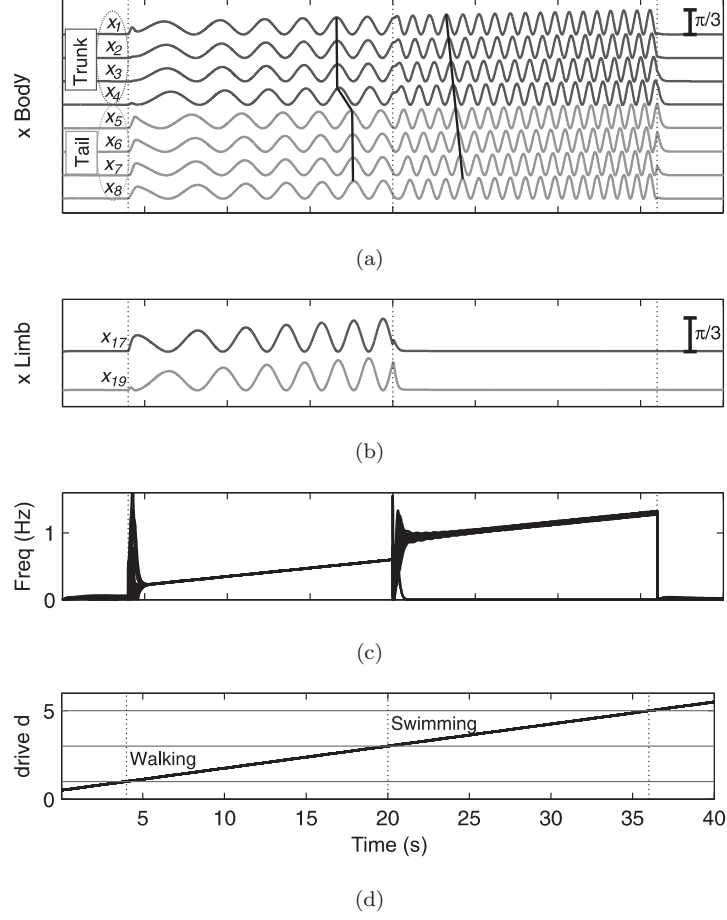 x Body
Trunk
Tail
x1
x2
x3
x4
x5
x6
x7
x8
π/3
(a)
x Limb
x17
x19
π/3
(b)
Freq (Hz)
1
0
(c)
drive d
5
0
Walking
Swimming
5 10 15 20 25 30 35 40
Time (s)
(d)